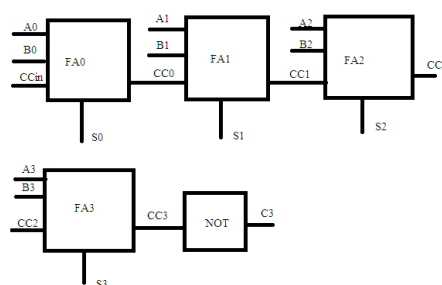 A0 A1 A2
B0 FA0 B1 FA1 B2 FA2
CCin CC0 CC1 CC
S0 S1 S2
A3
B3 FA3
CC2 CC3 NOT C3
S3